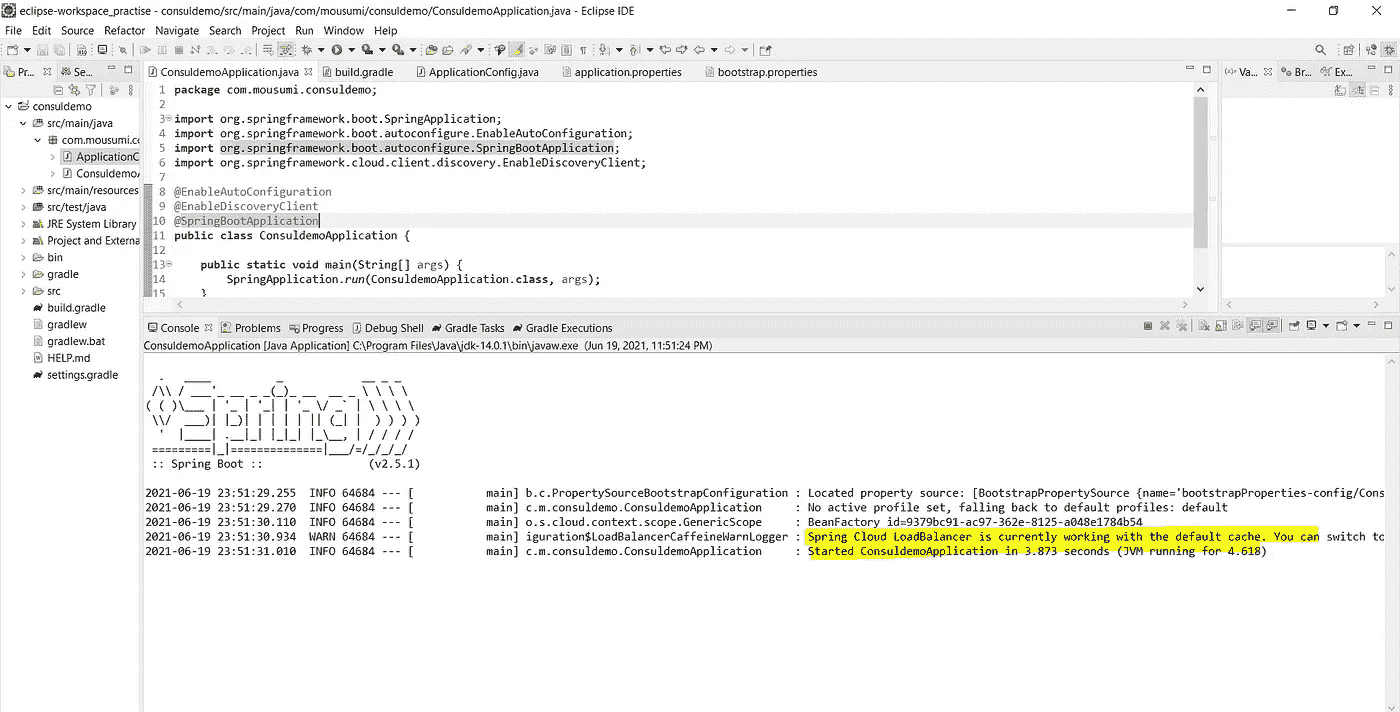 eclipse-workspace_practise - consuldemo/src/main/java/com/mousumi/consuldemo/ConsuldemoApplication.java - Eclipse IDE
File Edit Source Refactor Navigate Search Project Run Window Help
Pr... Se... ConsuldemoApplication.java build.gradle ApplicationConfig.java application.properties bootstrap.properties Va... Br... Ex...
consuldemo
src/main/java
com.mousumi.cc
ApplicationC
Consuldemo
src/main/resources
src/test/java
JRE System Library
Project and Externa
bin
gradle
src
build.gradle
gradlew
gradlew.bat
HELP.md
settings.gradle
1 package com.mousumi.consuldemo;
2
3 import org.springframework.boot.SpringApplication;
4 import org.springframework.boot.autoconfigure.EnableAutoConfiguration;
5 import org.springframework.boot.autoconfigure.SpringBootApplication;
6 import org.springframework.cloud.client.discovery.EnableDiscoveryClient;
7
8 @EnableAutoConfiguration
9 @EnableDiscoveryClient
10 @SpringBootApplication
11 public class ConsuldemoApplication {
12
13 public static void main(String[] args) {
14 SpringApplication.run(ConsuldemoApplication.class, args);
15 }
Console Problems Progress Debug Shell Gradle Tasks Gradle Executions
ConsuldemoApplication [Java Application] C:\Program Files\Java\jdk-14.0.1\bin\javaw.exe (Jun 19, 2021, 11:51:24 PM)
Spring
:: Spring Boot :: (v2.5.1)
2021-06-19 23:51:29.255 INFO 64684 --- [ main] b.c.PropertySourceBootstrapConfiguration : Located property source: [BootstrapPropertySource {name='bootstrapProperties-config/Cons
2021-06-19 23:51:29.270 INFO 64684 --- [ main] c.m.consuldemo.ConsuldemoApplication : No active profile set, falling back to default profiles: default
2021-06-19 23:51:30.110 INFO 64684 --- [ main] o.s.cloud.context.scope.GenericScope : BeanFactory id=9379bc91-ac97-362e-8125-a048e1784b54
2021-06-19 23:51:30.934 WARN 64684 --- [ main] iguration$LoadBalancerCaffeineWarnLogger : Spring Cloud LoadBalancer is currently working with the default cache. You can switch to
2021-06-19 23:51:31.010 INFO 64684 --- [ main] c.m.consuldemo.ConsuldemoApplication : Started ConsuldemoApplication in 3.873 seconds (JVM running for 4.618)